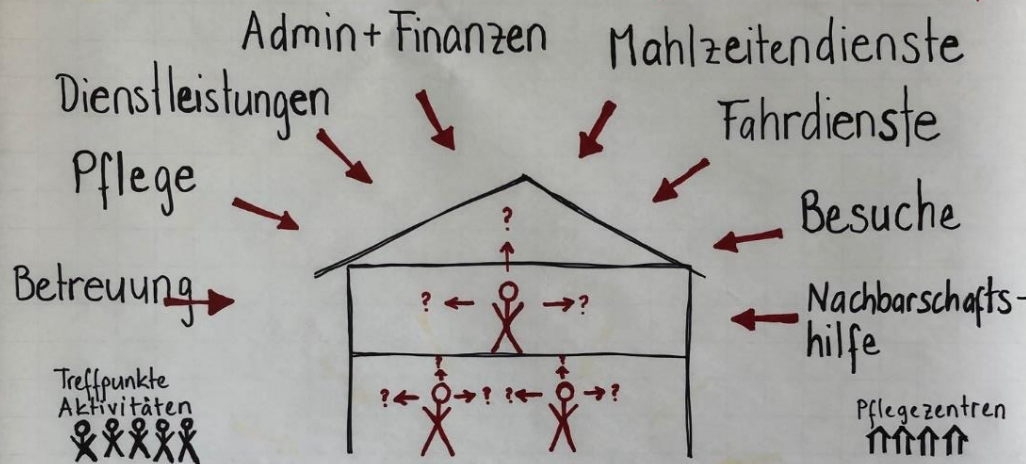 Admin + Finanzen
Mahlzeitendienste
Dienstleistungen
Fahrdienste
Pflege
Besuche
Betreuung
Nachbarschafts-
hilfe
Treffpunkte
Aktivitäten
Pflegezentren
?
? ?
? ?
? ? ? ?